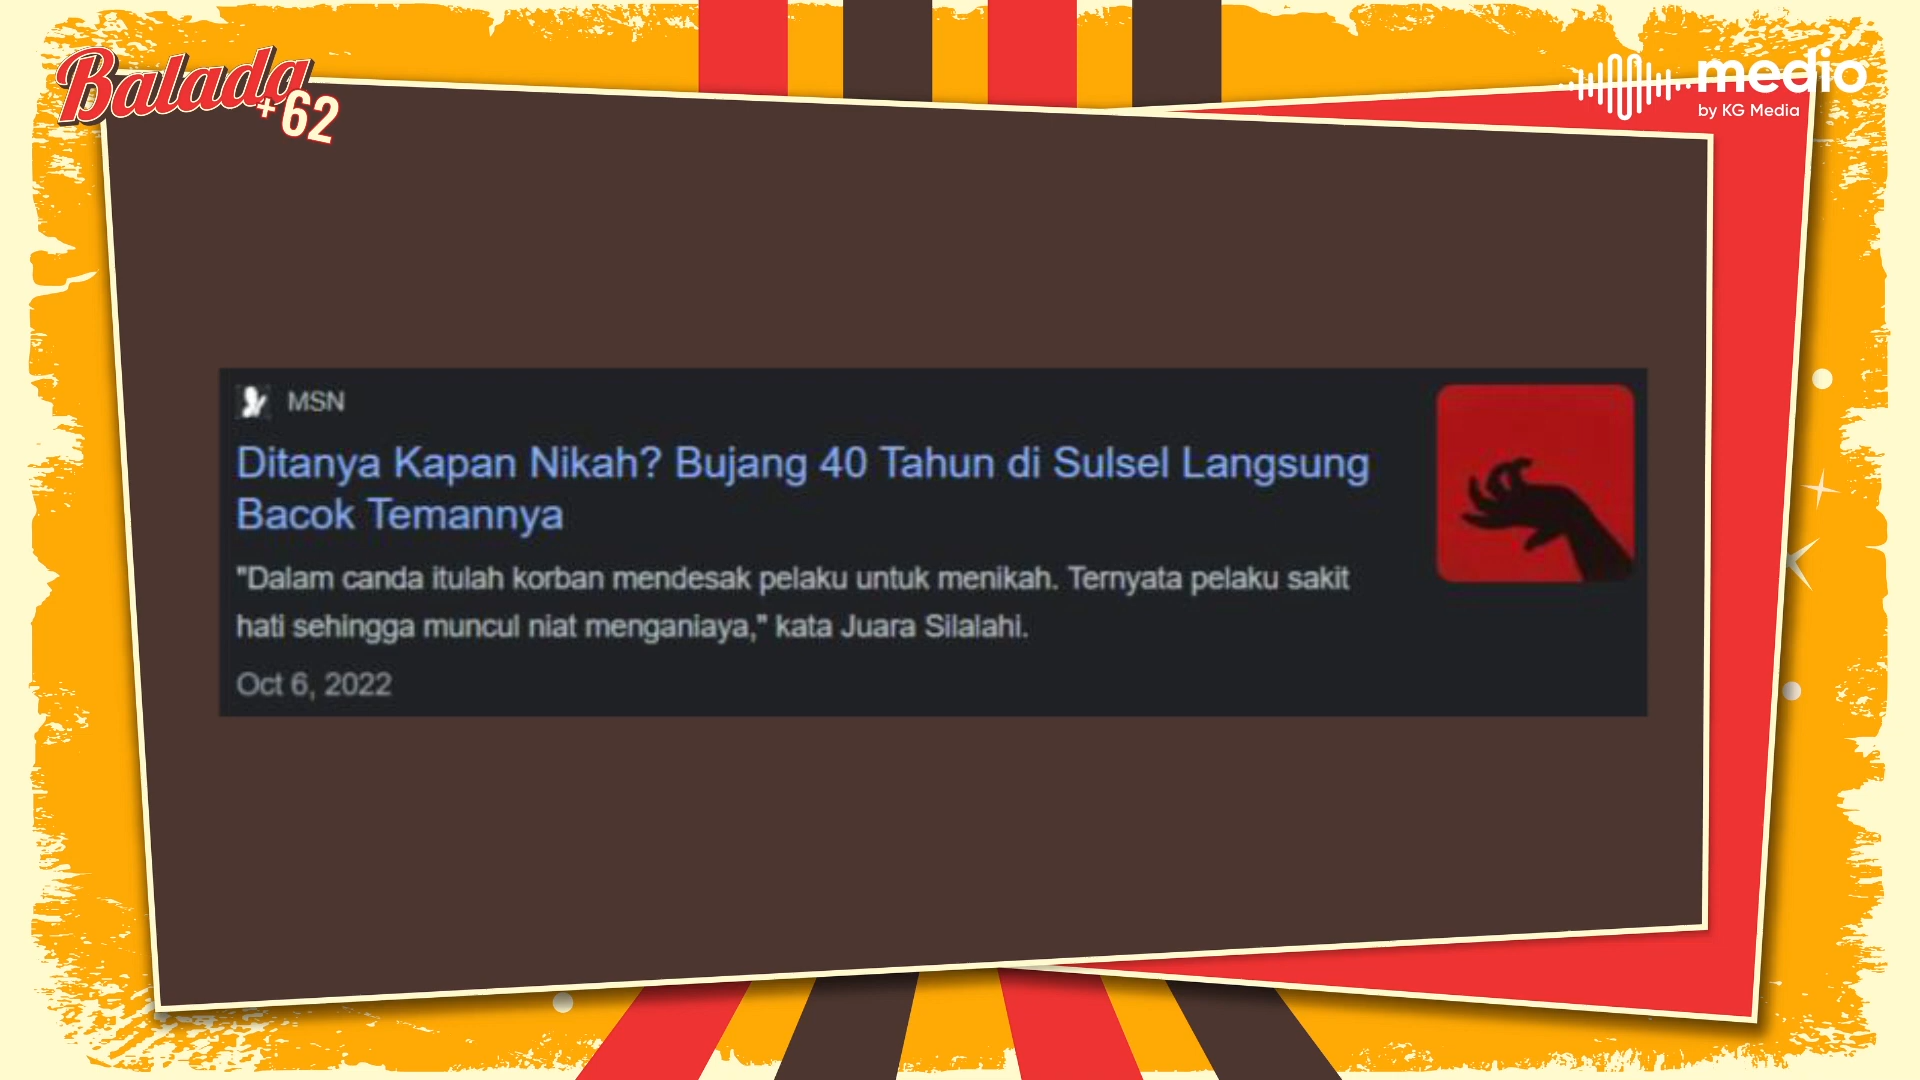 Balada
+62
medio
by KG Media
MSN
Ditanya Kapan Nikah? Bujang 40 Tahun di Sulsel Langsung
Bacok Temannya
"Dalam canda itulah korban mendesak pelaku untuk menikah. Ternyata pelaku sakit
hati sehingga muncul niat menganiaya," kata Juara Silalahi.
Oct 6, 2022